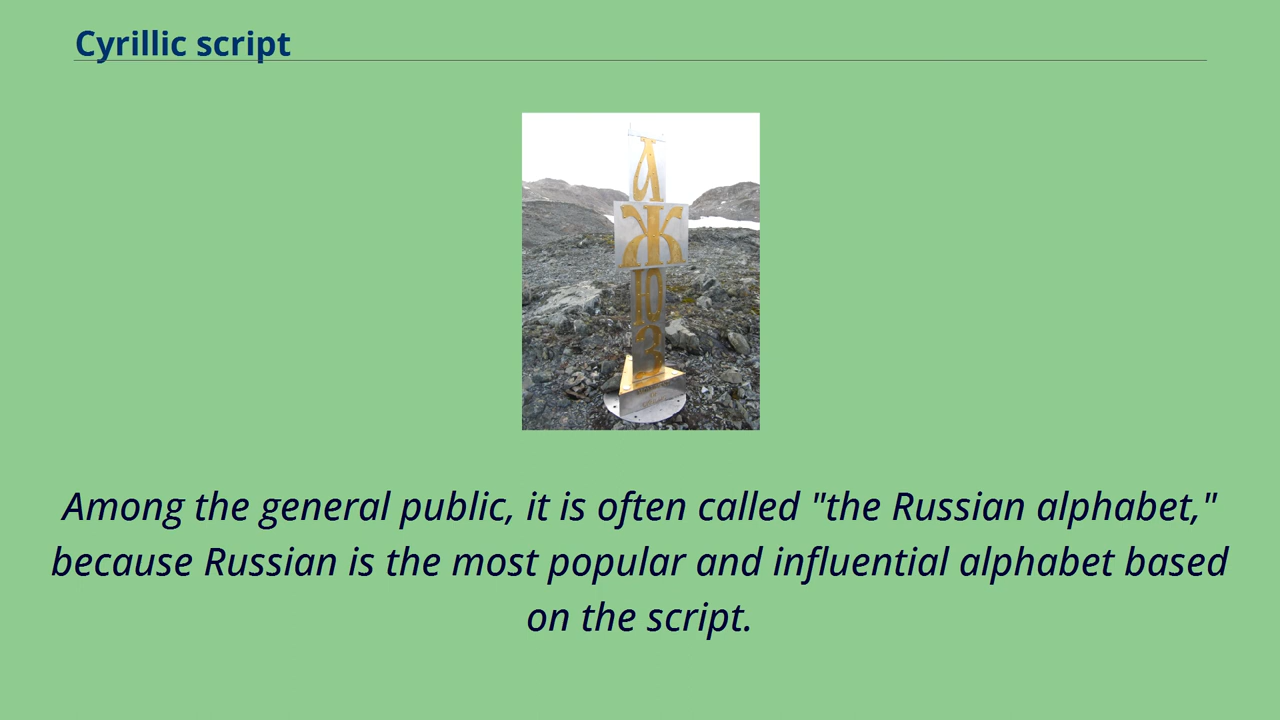 Cyrillic script
А
Ж
Ю
З
Among the general public, it is often called "the Russian alphabet,"
because Russian is the most popular and influential alphabet based
on the script.